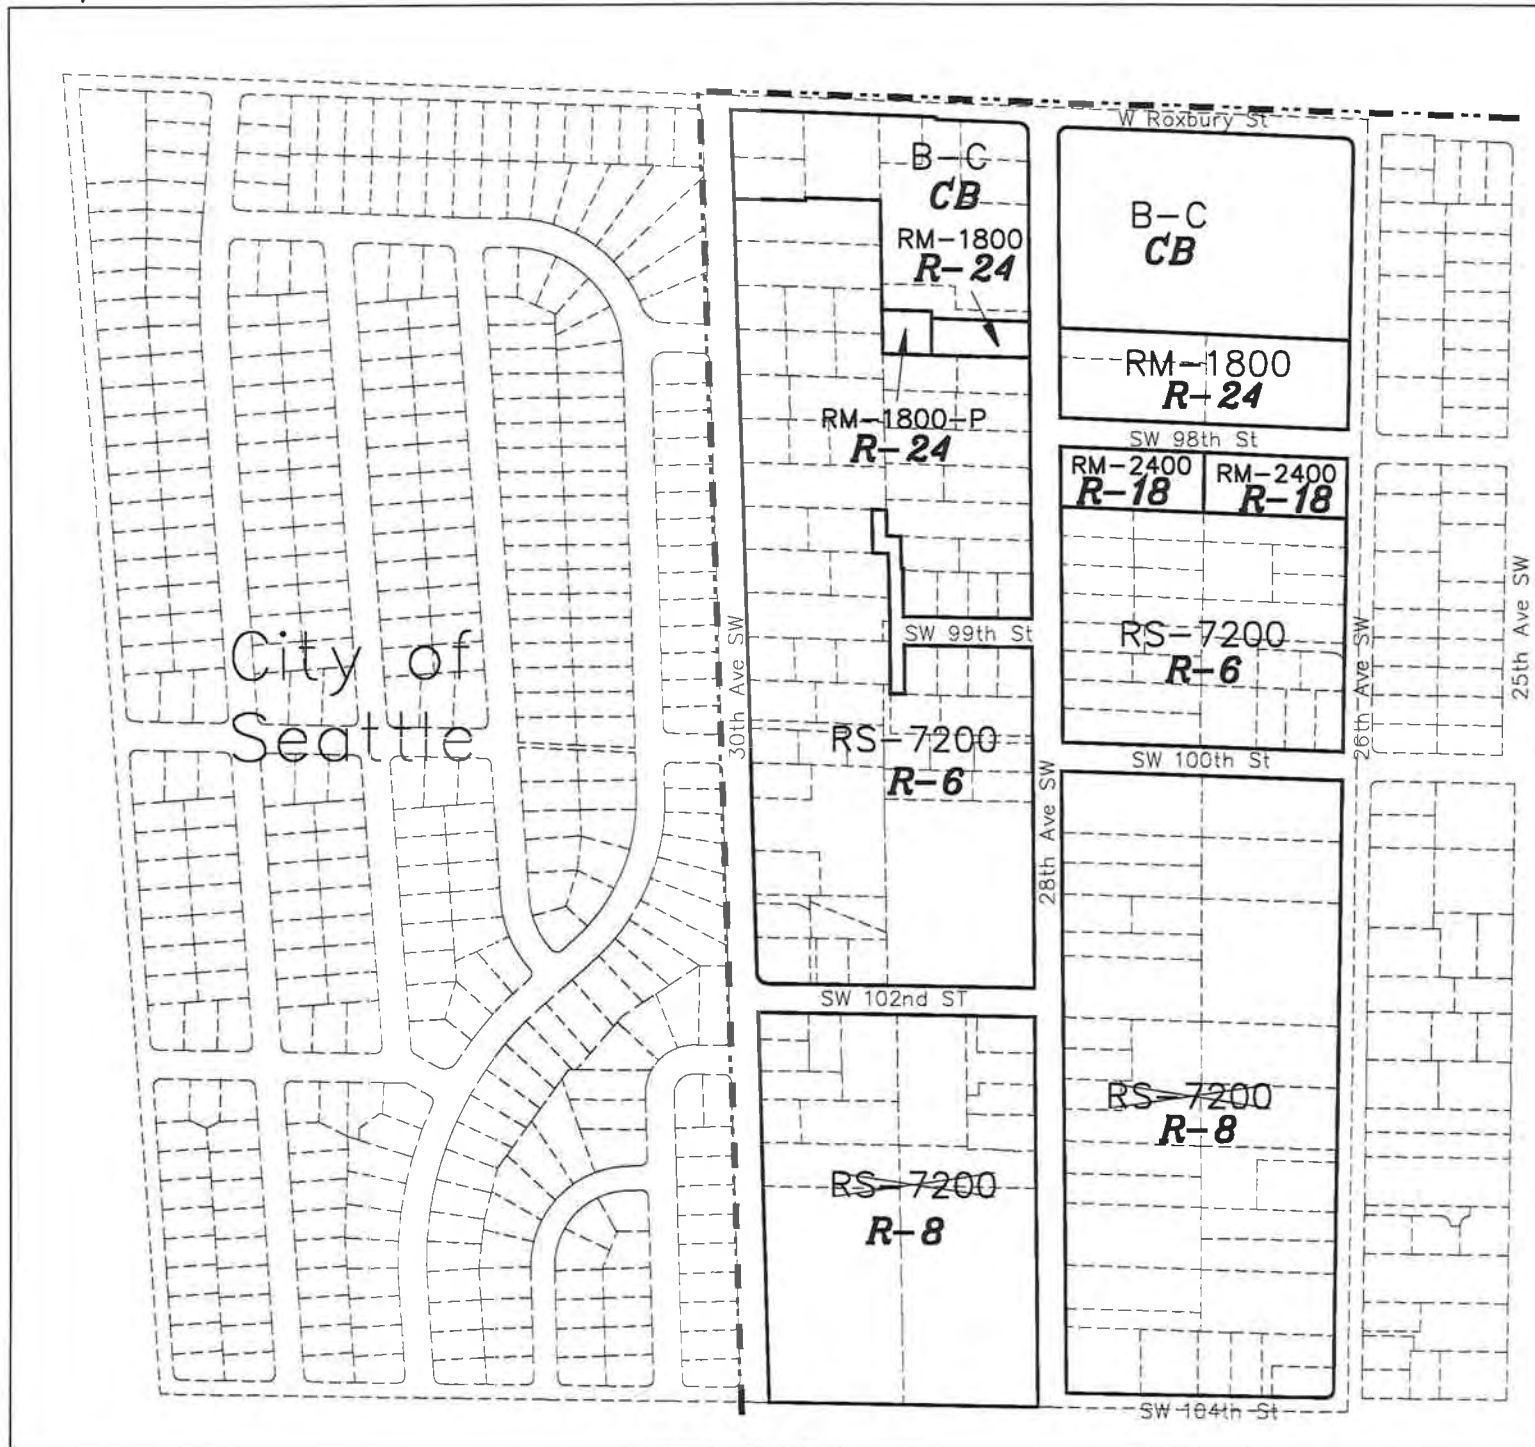 W Roxbury St
B-C
CB
RM-1800
R-24
B-C
CB
RM-1800
R-24
RM-1800-P
R-24
SW 98th St
RM-2400
R-18
RM-2400
R-18
25th Ave SW
30th Ave SW
SW 99th St
RS-7200
R-6
26th Ave SW
City of
Seattle
RS-7200
R-6
SW 100th St
28th Ave SW
SW 102nd ST
RS-7200
R-8
RS-7200
R-8
SW 104th St